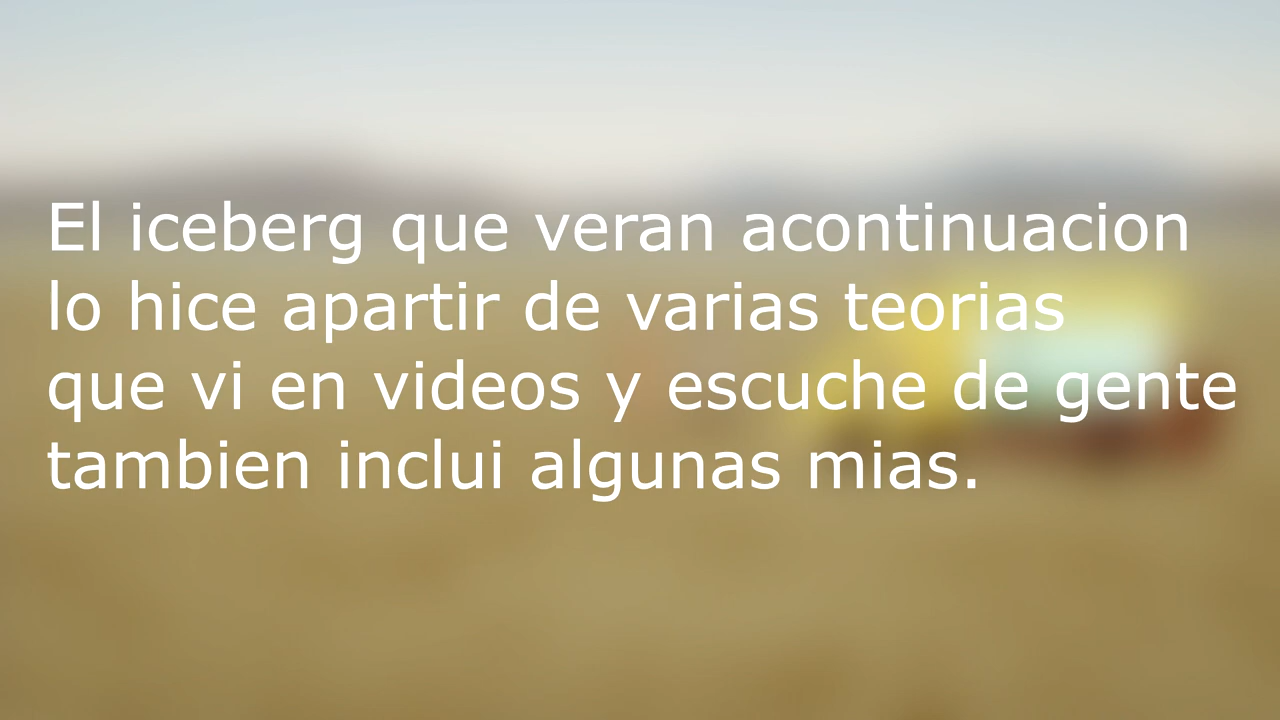 El iceberg que veran acontinuacion
lo hice apartir de varias teorias
que vi en videos y escuche de gente
tambien inclui algunas mias.